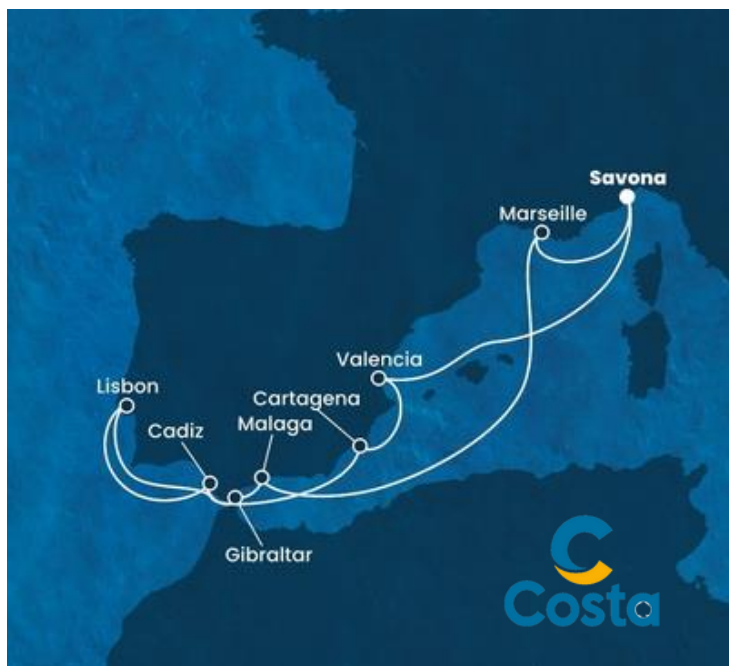 Savona
Marseille
Valencia
Lisbon
Cartagena
Cadiz
Malaga
Gibraltar
Costa